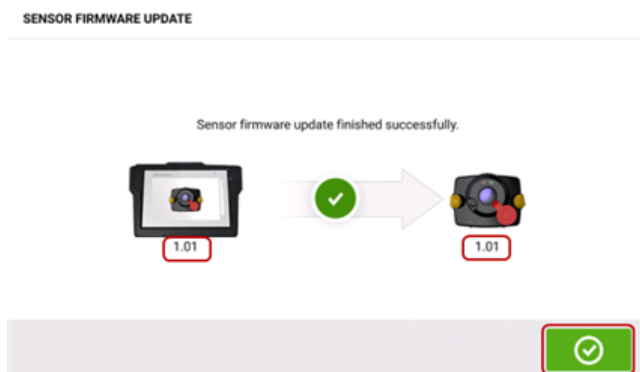 SENSOR FIRMWARE UPDATE
Sensor firmware update finished successfully.
1.01
1.01